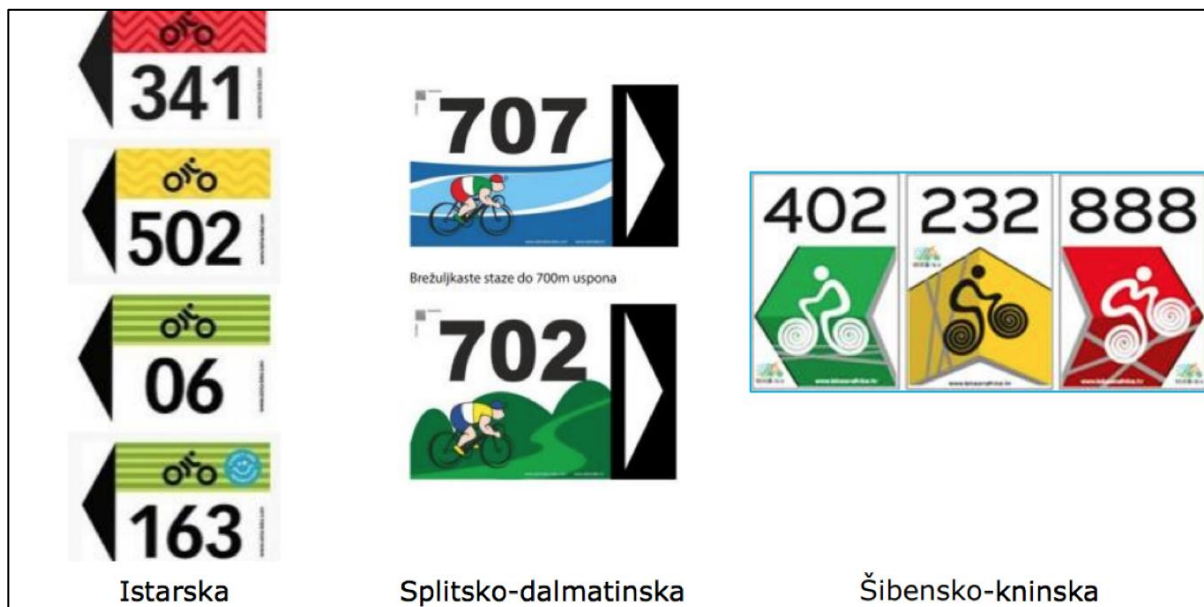 341
502
06
163
Istarska
707
Brežuljkaste staze do 700m uspona
702
Splitsko-dalmatinska
402
232
888
Šibensko-kninska